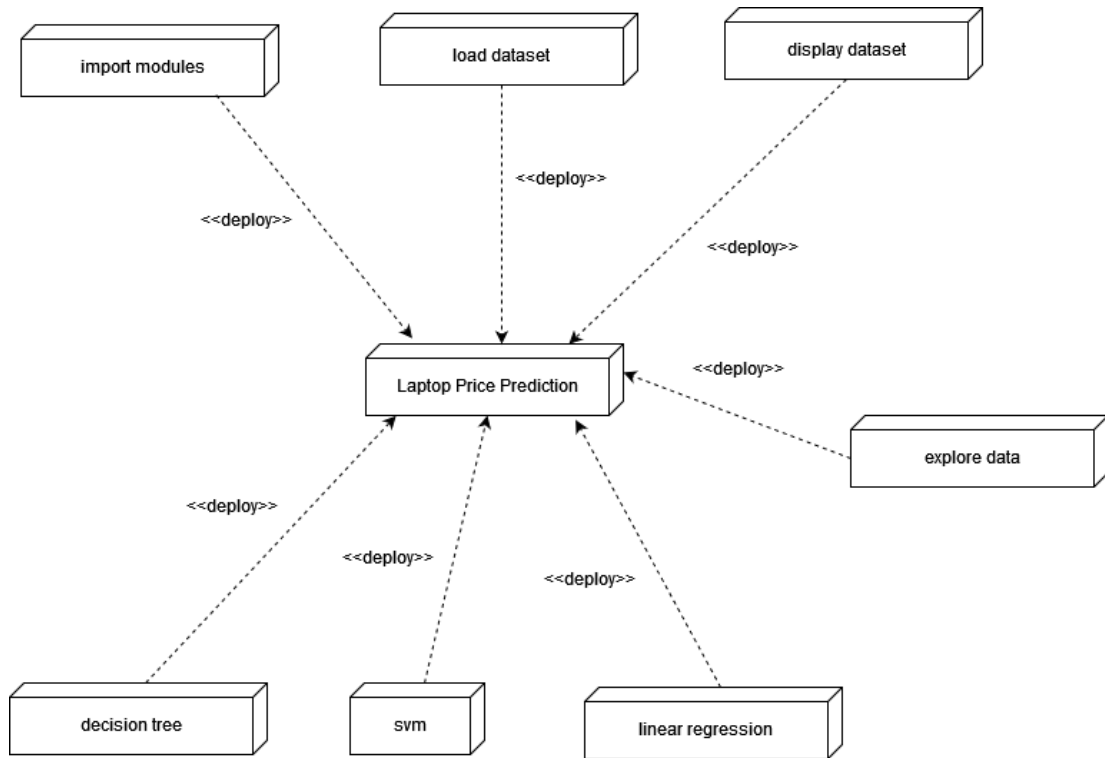 import modules
load dataset
display dataset
<<deploy>>
<<deploy>>
<<deploy>>
Laptop Price Prediction
<<deploy>>
explore data
<<deploy>>
<<deploy>>
<<deploy>>
decision tree
svm
linear regression